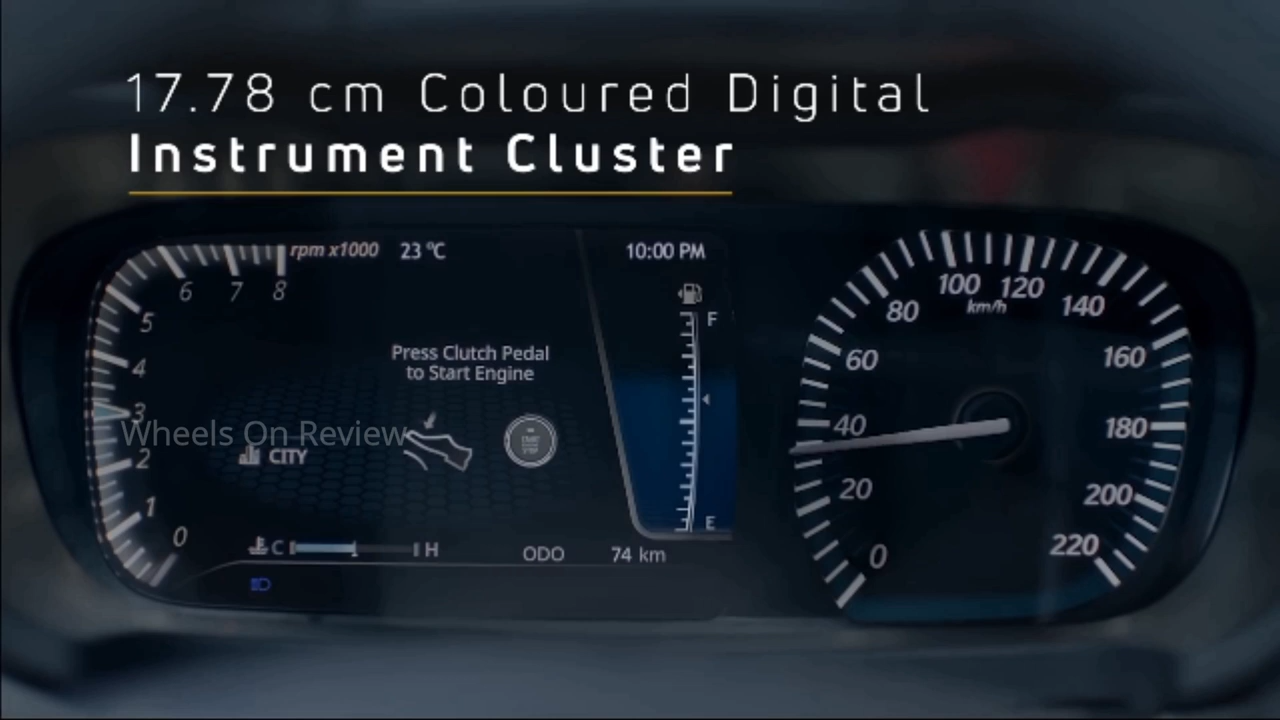 17.78 cm Coloured Digital
Instrument Cluster
rpm x1000 23 °C 10:00 PM
6 7 8
F
5
Press Clutch Pedal
to Start Engine
4
3
Wheels On Review
2
CITY
1
0
E
C H
ODO 74 km
0
20
40
60
80
100
120
km/h
140
160
180
200
220